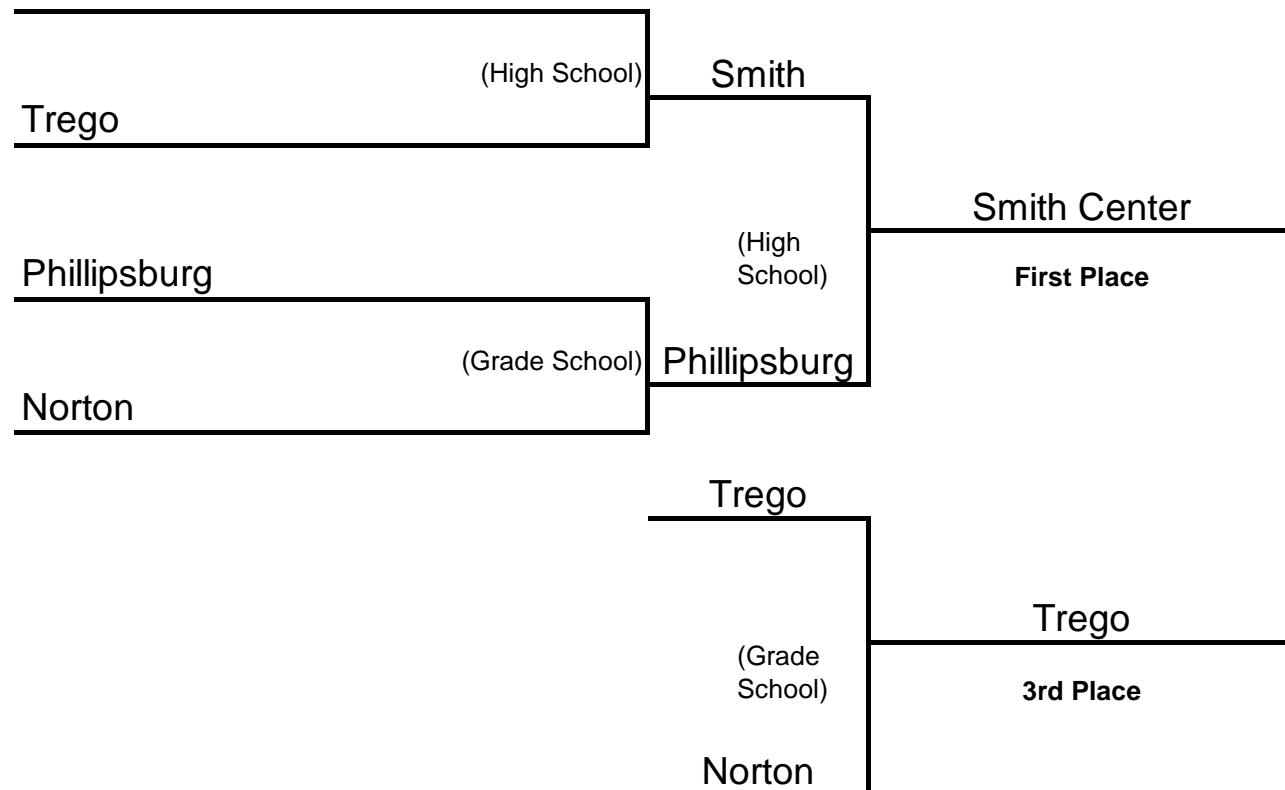 (High School)
Smith
Trego
Smith Center
(High
School)
First Place
Phillipsburg
(Grade School)
Phillipsburg
Norton
Trego
Trego
(Grade
School)
3rd Place
Norton